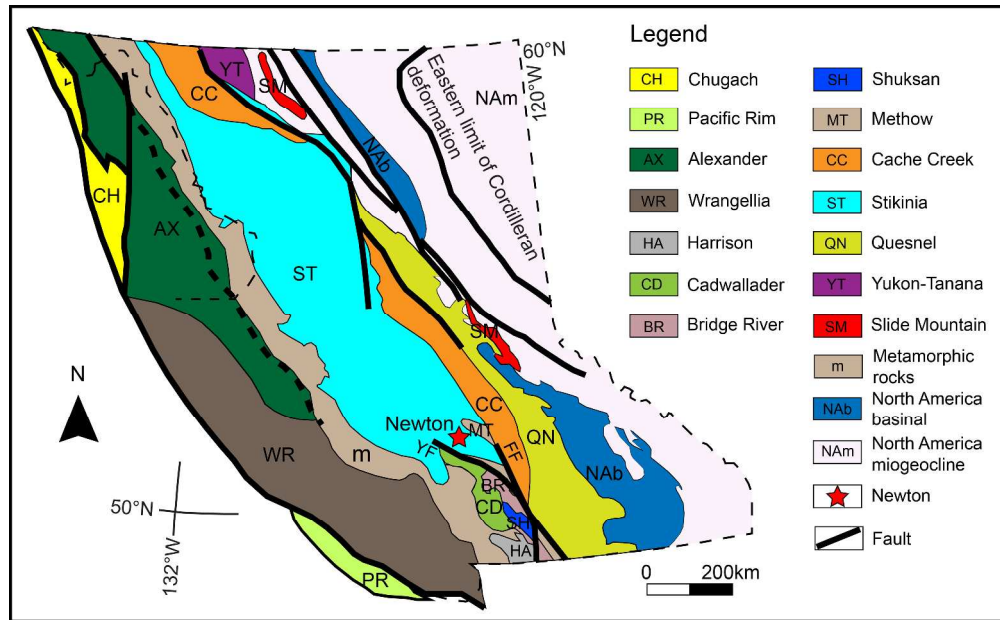 Legend
CH Chugach
PR Pacific Rim
AX Alexander
WR Wrangellia
HA Harrison
CD Cadwallader
BR Bridge River
SH Shuksan
MT Methow
CC Cache Creek
ST Stikinia
QN Quesnel
YT Yukon-Tanana
SM Slide Mountain
m Metamorphic
rocks
NAb North America
basinal
NAm North America
miogeocline
Newton
Fault
60°N
120°W
YT
SM
CC
NAm
Eastern limit of Cordilleran
deformation
NAb
CH
AX
ST
SM
N
CC
Newton
MT
QN
YF
FF
WR
m
NAb
BR
CD
SH
HA
50°N
132°W
PR
0 200km